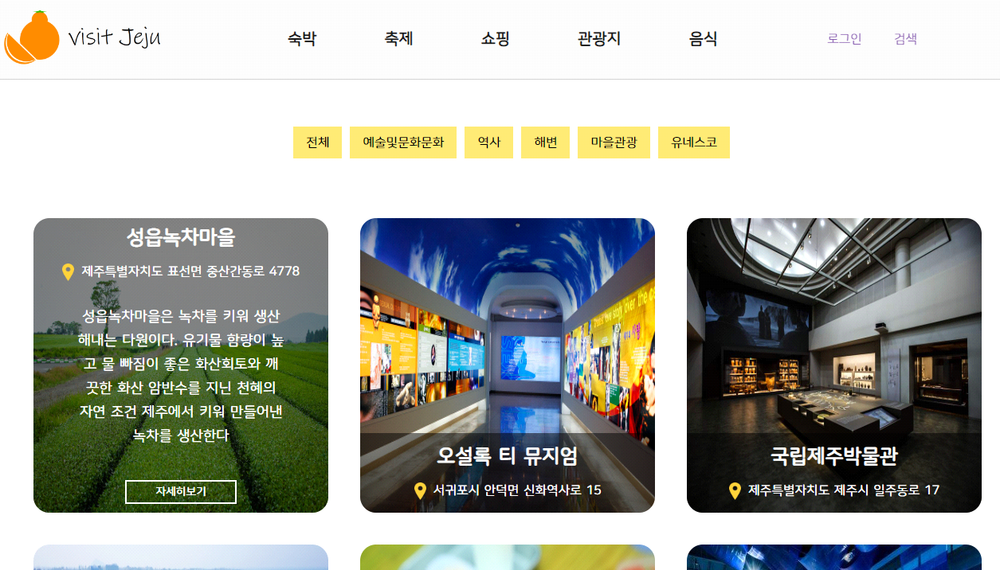 visit Jeju
숙박 축제 쇼핑 관광지 음식 로그인 검색
전체 예술및문화문화 역사 해변 마을관광 유네스코
성읍녹차마을
제주특별자치도 표선면 중산간동로 4778
성읍녹차마을은 녹차를 키워 생산
해내는 다원이다. 유기물 함량이 높
고 물 빠짐이 좋은 화산회토와 깨
끗한 화산 암반수를 지닌 천혜의
자연 조건 제주에서 키워 만들어낸
녹차를 생산한다
자세히보기
오설록 티 뮤지엄
서귀포시 안덕면 신화역사로 15
국립제주박물관
제주특별자치도 제주시 일주동로 17